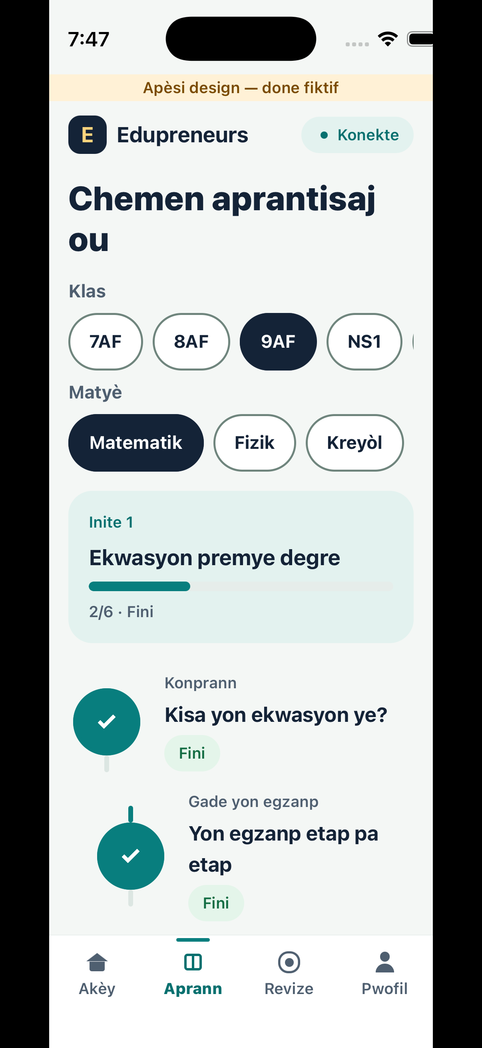 7:47
Apèsi design — done fiktif
E Edupreneurs
Konekte
Chemen aprantisaj
ou
Klas
7AF 8AF 9AF NS1
Matyè
Matematik Fizik Kreyòl
Inite 1
Ekwasyon premye degre
2/6 · Fini
Konprann
Kisa yon ekwasyon ye?
Fini
Gade yon egzanp
Yon egzanp etap pa
etap
Fini
Akèy Aprann Revize Pwofil